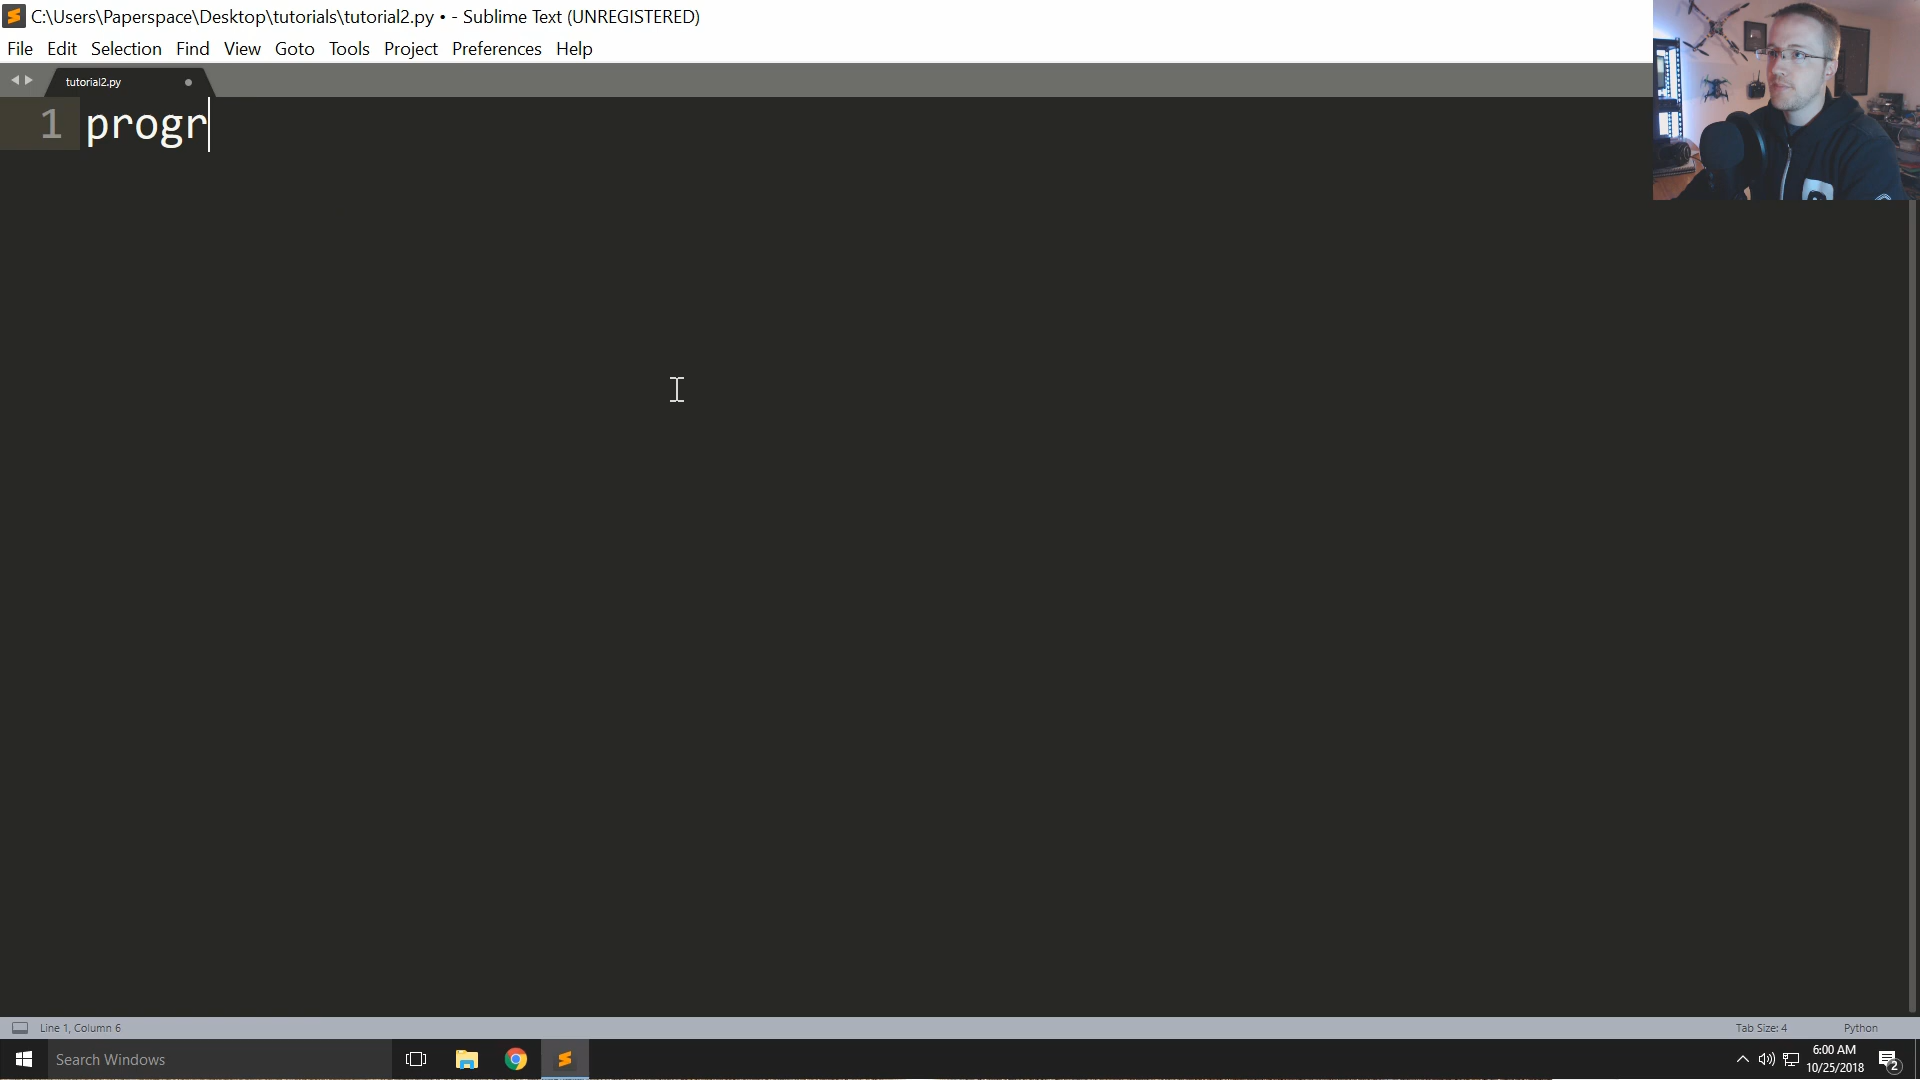 C:\Users\Paperspace\Desktop\tutorials\tutorial2.py • - Sublime Text (UNREGISTERED)
File Edit Selection Find View Goto Tools Project Preferences Help
tutorial2.py
1 progr
Line 1, Column 6
Tab Size: 4
Python
Search Windows
6:00 AM
10/25/2018
2